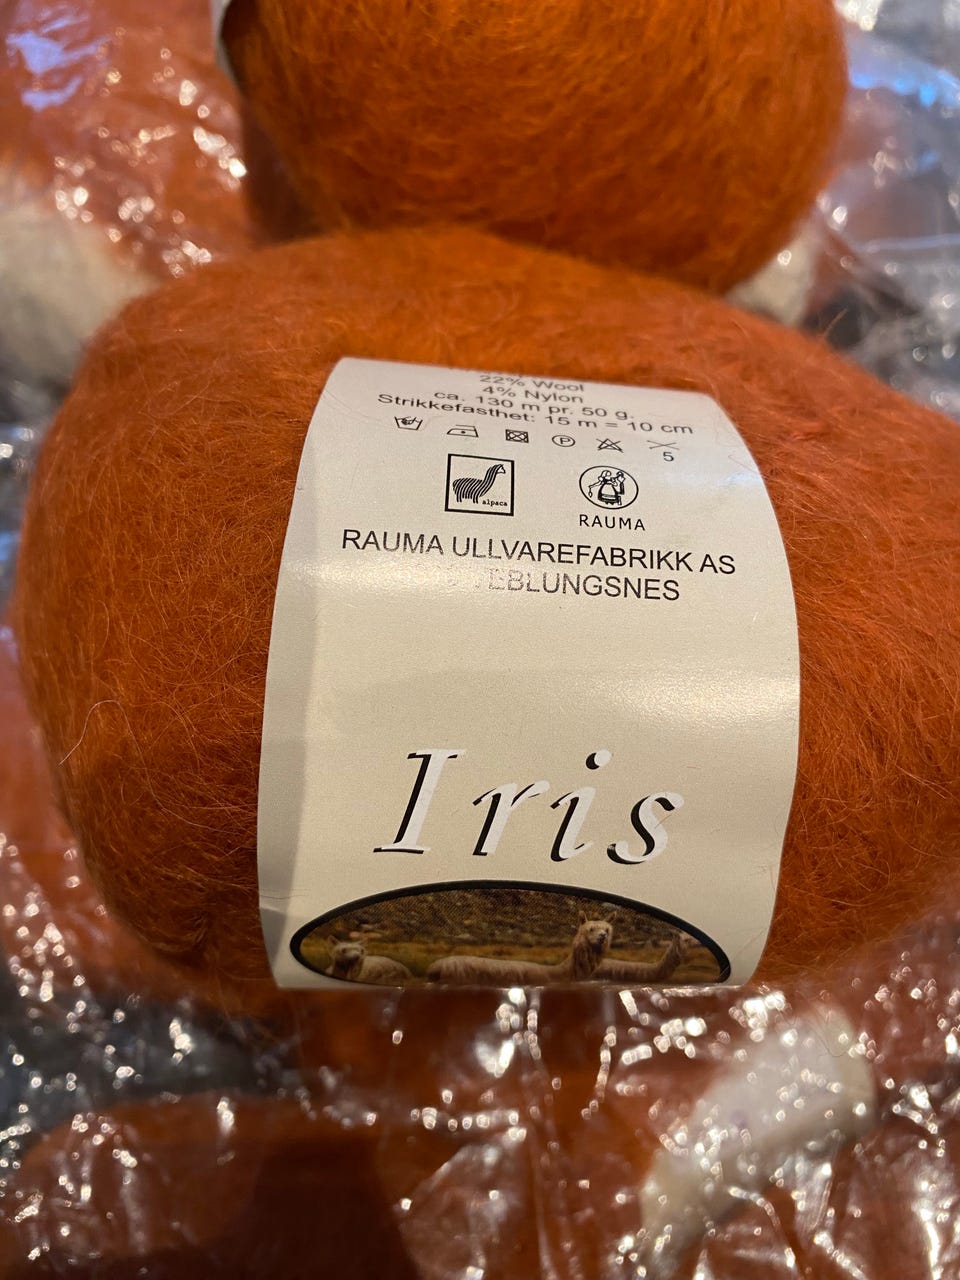 22% Wool
4% Nylon
ca. 130 m pr. 50 g.
Strikkefasthet: 15 m = 10 cm
P
5
alpaca
RAUMA
RAUMA ULLVAREFABRIKK AS
Iris